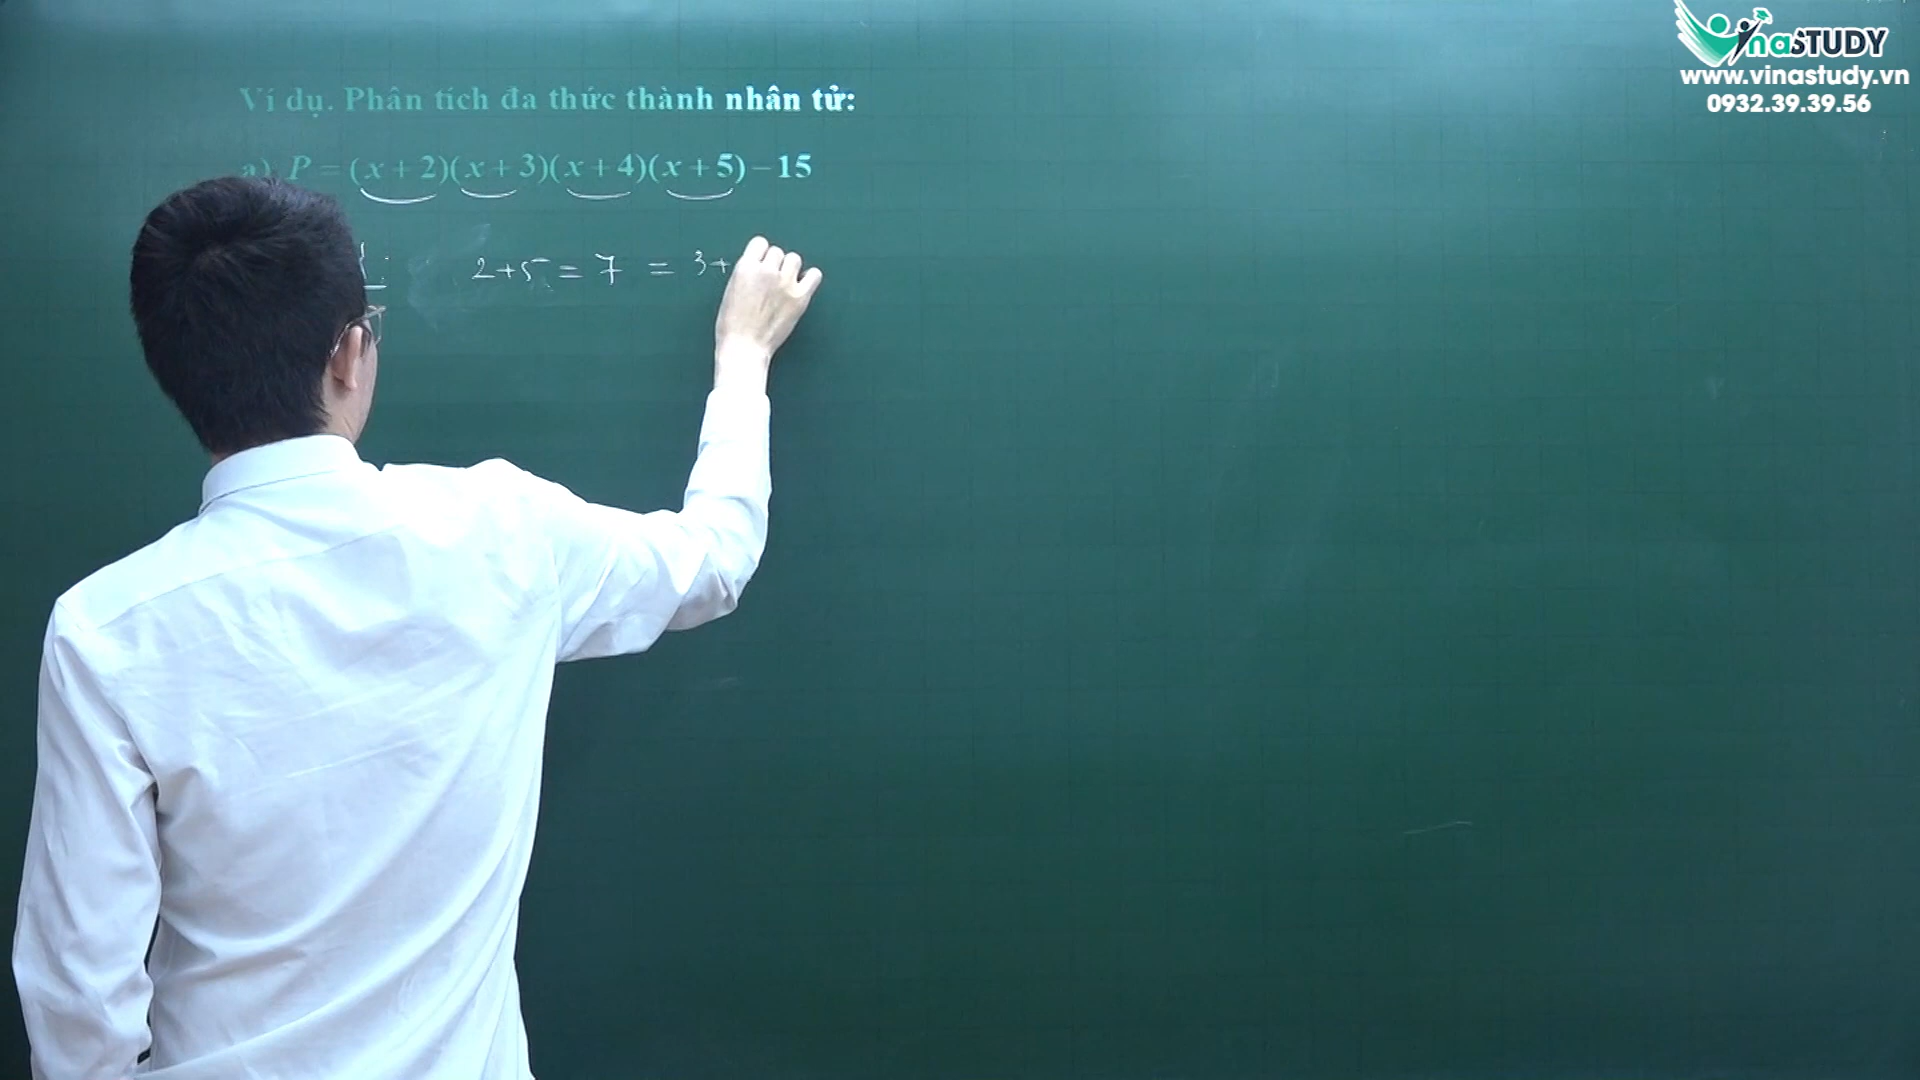 vinaSTUDY
www.vinastudy.vn
0932.39.39.56
Ví dụ. Phân tích đa thức thành nhân tử:
a) P = (x + 2)(x + 3)(x + 4)(x + 5) – 15
2+5 = 7 = 3+